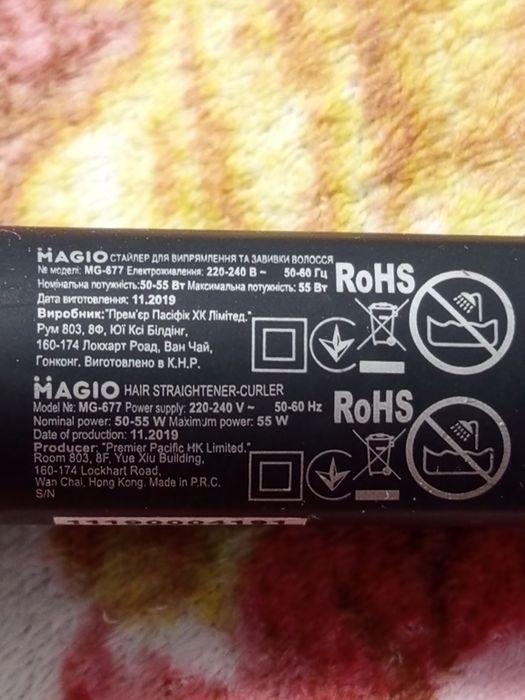 MAGIO СТАЙЛЕР ДЛЯ ВИПРЯМЛЕННЯ ТА ЗАВИВКИ ВОЛОССЯ
№ моделі: MG-677 Електроживлення: 220-240 В ~ 50-60 Гц
Номінальна потужність:50-55 Вт Максимальна потужність: 55 Вт
Дата виготовлення: 11.2019
Виробник:"Прем'єр Пасіфік ХК Лімітед."
Рум 803, 8Ф, Юї Ксі Білдінг,
160-174 Локхарт Роад, Ван Чай,
Гонконг. Виготовлено в К.Н.Р.
RoHS
MAGIO HAIR STRAIGHTENER-CURLER
Model №: MG-677 Power supply: 220-240 V ~ 50-60 Hz
Nominal power: 50-55 W Maximum power: 55 W
Date of production: 11.2019
Producer: "Premier Pacific HK Limited."
Room 803, 8F, Yue Xiu Building,
160-174 Lockhart Road,
Wan Chai, Hong Kong. Made in P.R.C.
S/N
RoHS